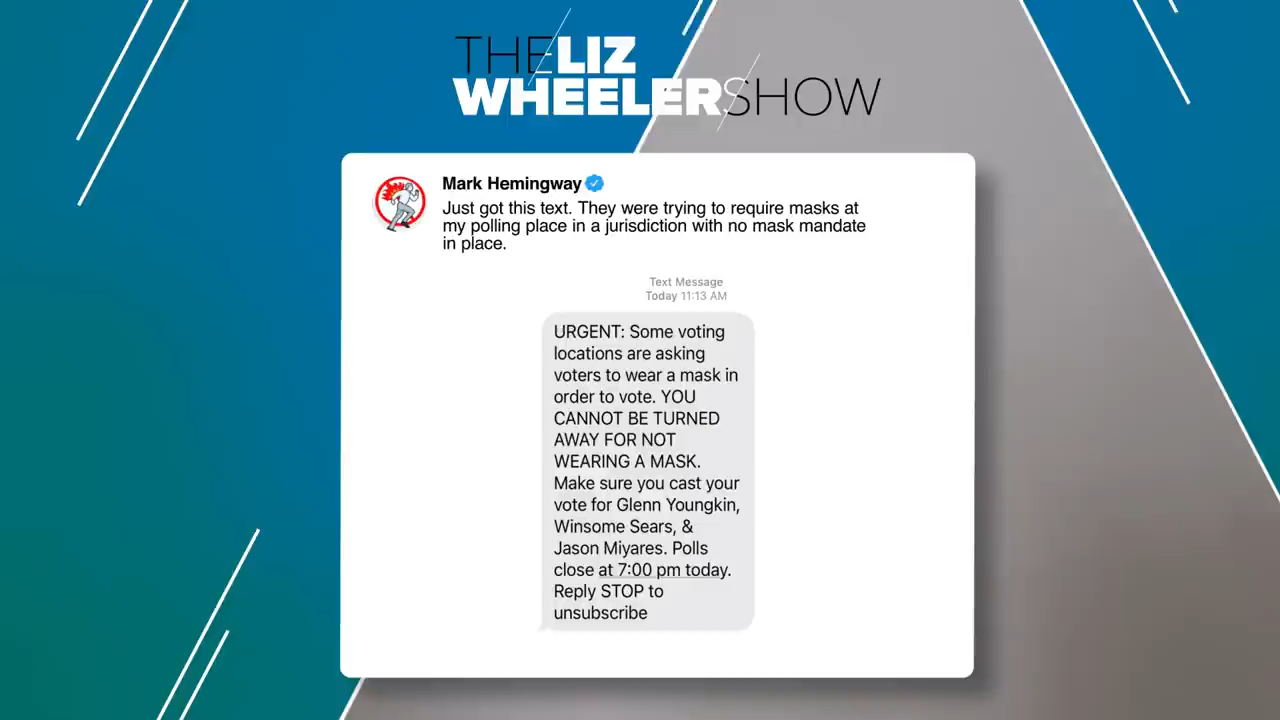 THE LIZ
WHEELER SHOW
Mark Hemingway
Just got this text. They were trying to require masks at
my polling place in a jurisdiction with no mask mandate
in place.
Text Message
Today 11:13 AM
URGENT: Some voting
locations are asking
voters to wear a mask in
order to vote. YOU
CANNOT BE TURNED
AWAY FOR NOT
WEARING A MASK.
Make sure you cast your
vote for Glenn Youngkin,
Winsome Sears, &
Jason Miyares. Polls
close at 7:00 pm today.
Reply STOP to
unsubscribe